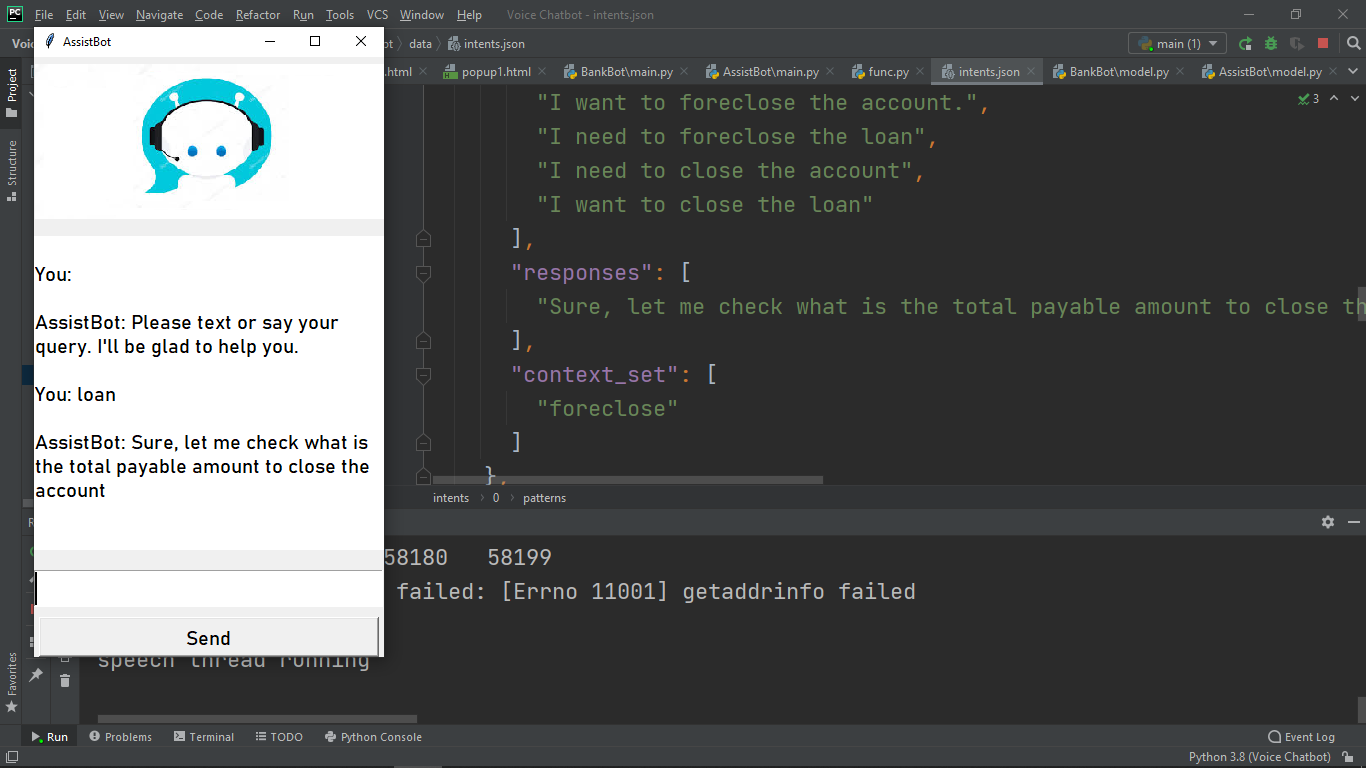 PC File Edit View Navigate Code Refactor Run Tools VCS Window Help Voice Chatbot - intents.json
AssistBot
data intents.json main (1)
.html popup1.html BankBot\main.py AssistBot\main.py func.py intents.json BankBot\model.py AssistBot\model.py
Project
Structure
Favorites
"I want to foreclose the account.",
3
"I need to foreclose the loan",
"I need to close the account",
"I want to close the loan"
],
"responses": [
"Sure, let me check what is the total payable amount to close th
],
"context_set": [
"foreclose"
]
},
intents 0 patterns
You:
AssistBot: Please text or say your
query. I'll be glad to help you.
You: loan
AssistBot: Sure, let me check what is
the total payable amount to close the
account
Send
58180 58199
failed: [Errno 11001] getaddrinfo failed
speech thread running
Run Problems Terminal TODO Python Console Event Log
Python 3.8 (Voice Chatbot)